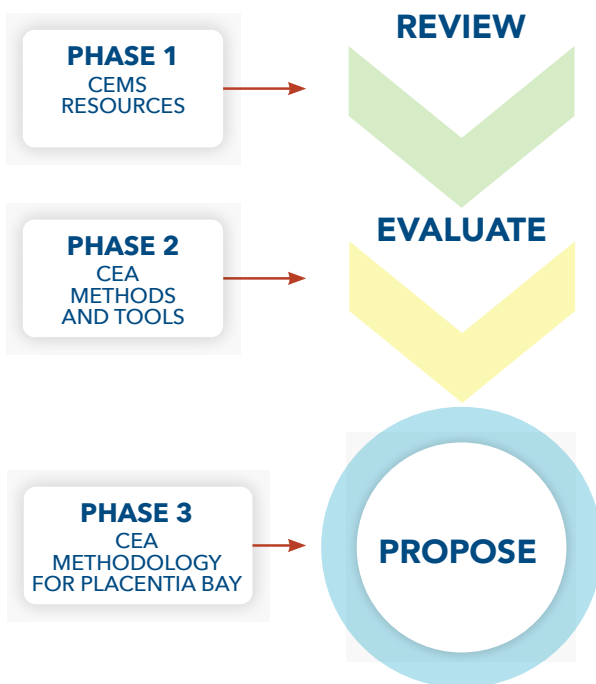 PHASE 1
CEMS
RESOURCES
REVIEW
PHASE 2
CEA
METHODS
AND TOOLS
EVALUATE
PHASE 3
CEA
METHODOLOGY
FOR PLACENTIA BAY
PROPOSE